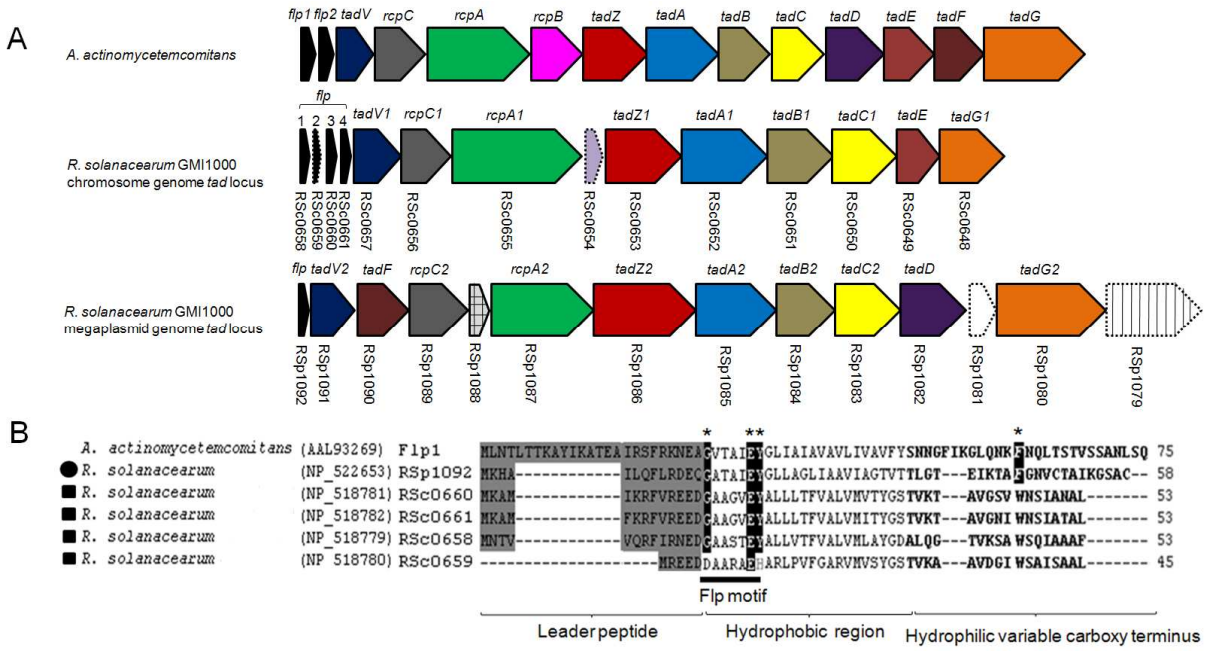 A
flp1 flp2 tadV rcpC rcpA rcpB tadZ tadA tadB tadC tadD tadE tadF tadG
A. actinomycetemcomitans
flp
1 2 3 4 tadV1 rcpC1 rcpA1 tadZ1 tadA1 tadB1 tadC1 tadE tadG1
R. solanacearum GMI1000
chromosome genome tad locus
RSc0658 RSc0659 RSc0660 RSc0661 RSc0657 RSc0656 RSc0655 RSc0654 RSc0653 RSc0652 RSc0651 RSc0650 RSc0649 RSc0648
flp tadV2 tadF rcpC2 rcpA2 tadZ2 tadA2 tadB2 tadC2 tadD tadG2
R. solanacearum GMI1000
megaplasmid genome tad locus
RSp1092 RSp1091 RSp1090 RSp1089 RSp1088 RSp1087 RSp1086 RSp1085 RSp1084 RSp1083 RSp1082 RSp1081 RSp1080 RSp1079
B
* ** *
A. actinomycetemcomitans (AAL93269) Flp1 MLNTLTTKAYIKATEAIRSFRKNEAGVTAIEYGLIAIAVAVLIVAVFYSNNGFIKGLQNKFNQLTSTVSSANLSQ 75
R. solanacearum (NP_522653) RSp1092 MKHA-----------ILQFLRDEQGATAIEYGLLAGLIAAVIAGTVTTLGT---EIKTAFGNVCTAIKGSAC-- 58
R. solanacearum (NP_518781) RSc0660 MKAM-----------IKRFVREEDGAAGVEYALLLTFVALVMVTYGSTVKT---AVGSVWNSIANAL------ 53
R. solanacearum (NP_518782) RSc0661 MKAM-----------FKRFVREEDGAAGVEYALLLTFVALVMITYGSTVKT---AVGNIWNSIATAL------ 53
R. solanacearum (NP_518779) RSc0658 MNTV-----------VQRFIRNEDGAASTEYALLVTFVALVMLAYGDALQG---TVKSAWSQIAAAF------ 53
R. solanacearum (NP_518780) RSc0659 --------------------MREEDDAARAEHARLPVFGARVMVSYGSTVKA---AVDGIWSAISAAL------ 45
Flp motif
Leader peptide Hydrophobic region Hydrophilic variable carboxy terminus